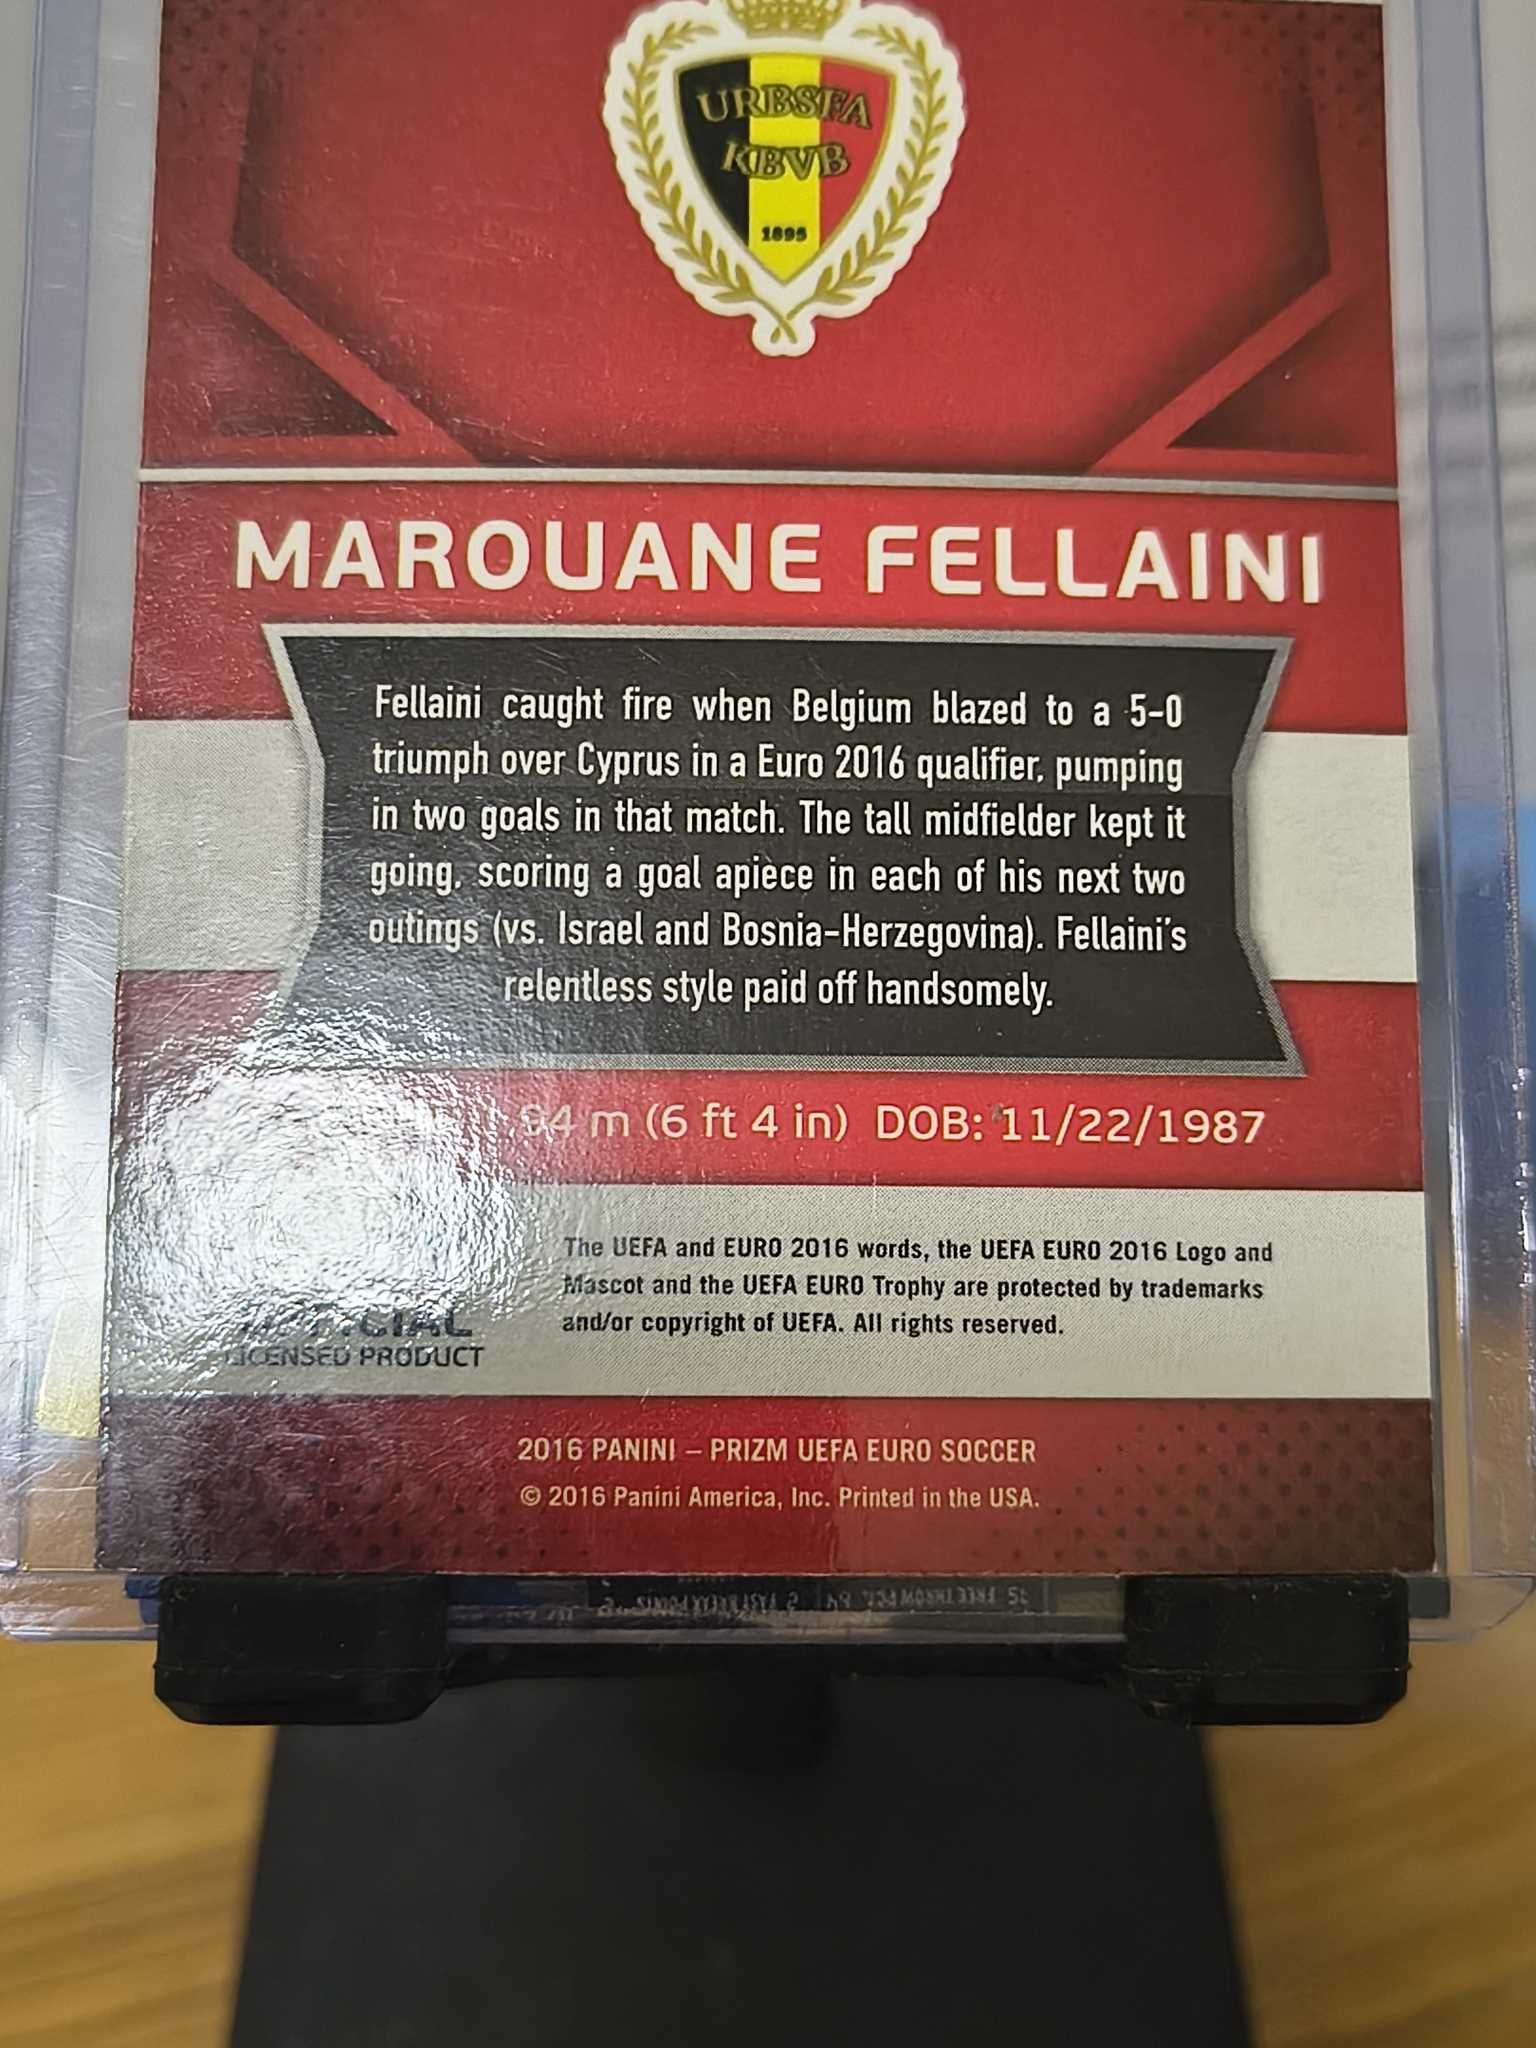 URBSFA
KBVB
1895
MAROUANE FELLAINI
Fellaini caught fire when Belgium blazed to a 5-0
triumph over Cyprus in a Euro 2016 qualifier, pumping
in two goals in that match. The tall midfielder kept it
going, scoring a goal apiece in each of his next two
outings (vs. Israel and Bosnia-Herzegovina). Fellaini's
relentless style paid off handsomely.
1.94 m (6 ft 4 in) DOB: 11/22/1987
The UEFA and EURO 2016 words, the UEFA EURO 2016 Logo and
Mascot and the UEFA EURO Trophy are protected by trademarks
and/or copyright of UEFA. All rights reserved.
OFFICIAL
LICENSED PRODUCT
2016 PANINI – PRIZM UEFA EURO SOCCER
© 2016 Panini America, Inc. Printed in the USA.